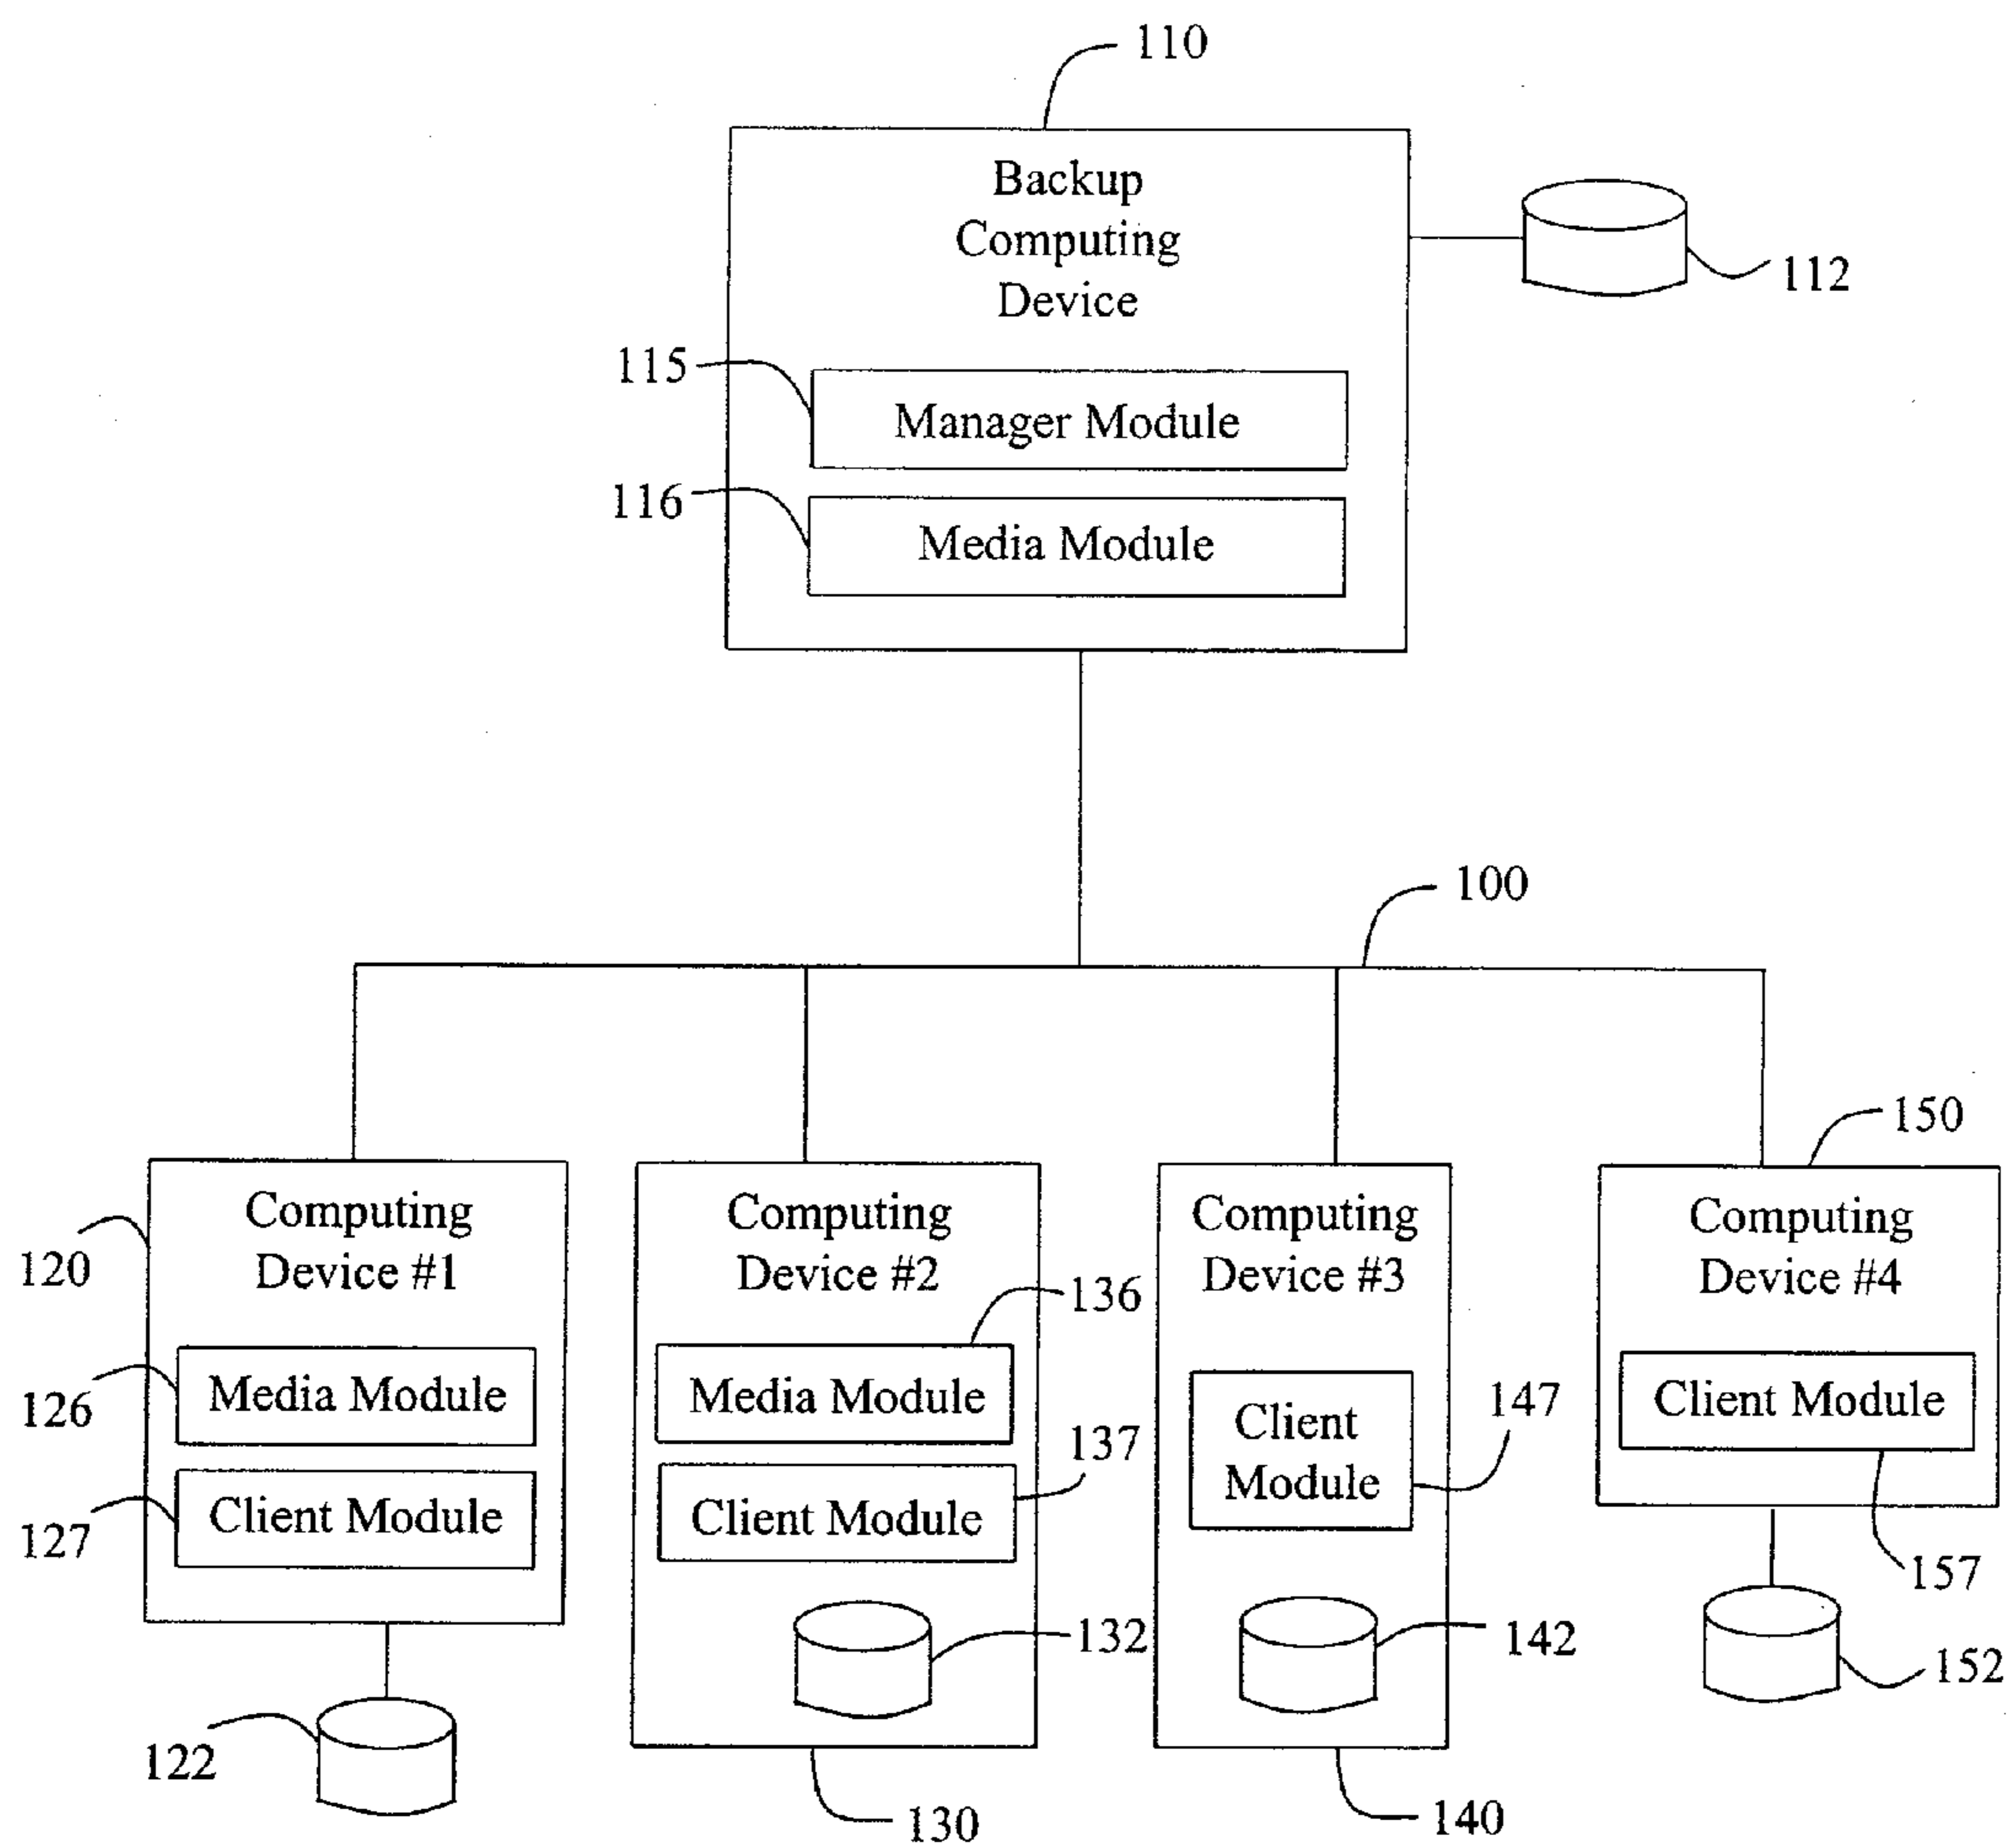 110
Backup
Computing
Device
112
115
Manager Module
116
Media Module
100
150
120
Computing
Device #1
126
Media Module
127
Client Module
122
Computing
Device #2
136
Media Module
137
Client Module
132
130
Computing
Device #3
147
Client
Module
142
140
Computing
Device #4
Client Module
157
152